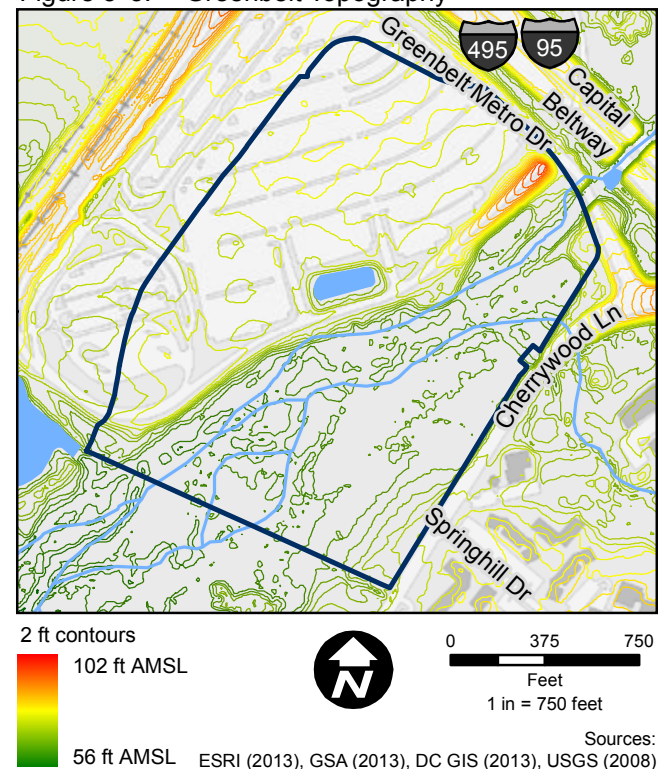 Greenbelt Topography
495
95
Capital
Beltway
Greenbelt Metro Dr
Cherrywood Ln
Springhill Dr
2 ft contours
102 ft AMSL
56 ft AMSL
N
0 375 750
Feet
1 in = 750 feet
Sources:
ESRI (2013), GSA (2013), DC GIS (2013), USGS (2008)